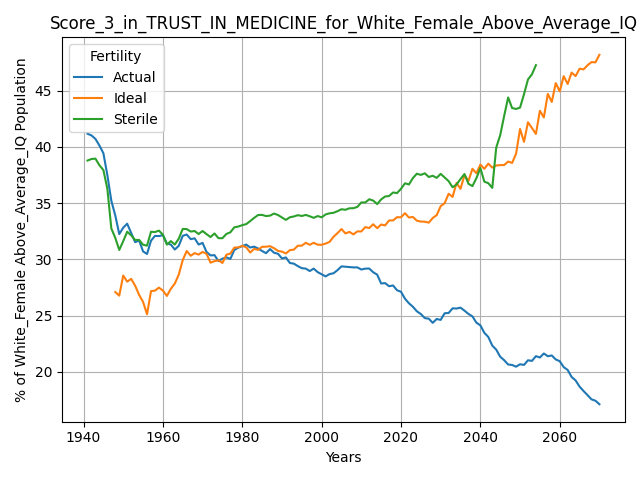 Score_3_in_TRUST_IN_MEDICINE_for_White_Female_Above_Average_IQ
Fertility
Actual
Ideal
Sterile
% of White_Female Above_Average_IQ Population
45
40
35
30
25
20
1940 1960 1980 2000 2020 2040 2060
Years